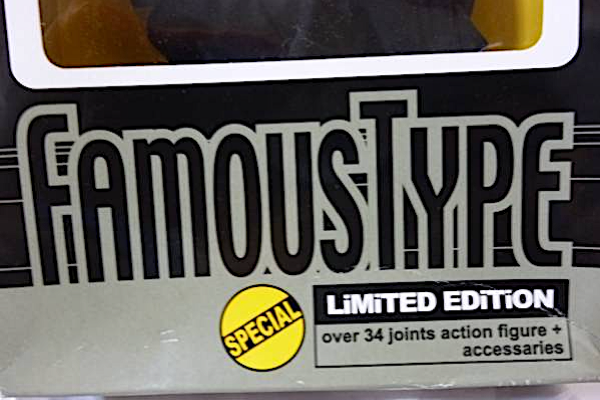 FAMOUSTYPE
SPECIAL
LiMiTED EDiTiON
over 34 joints action figure +
accessaries